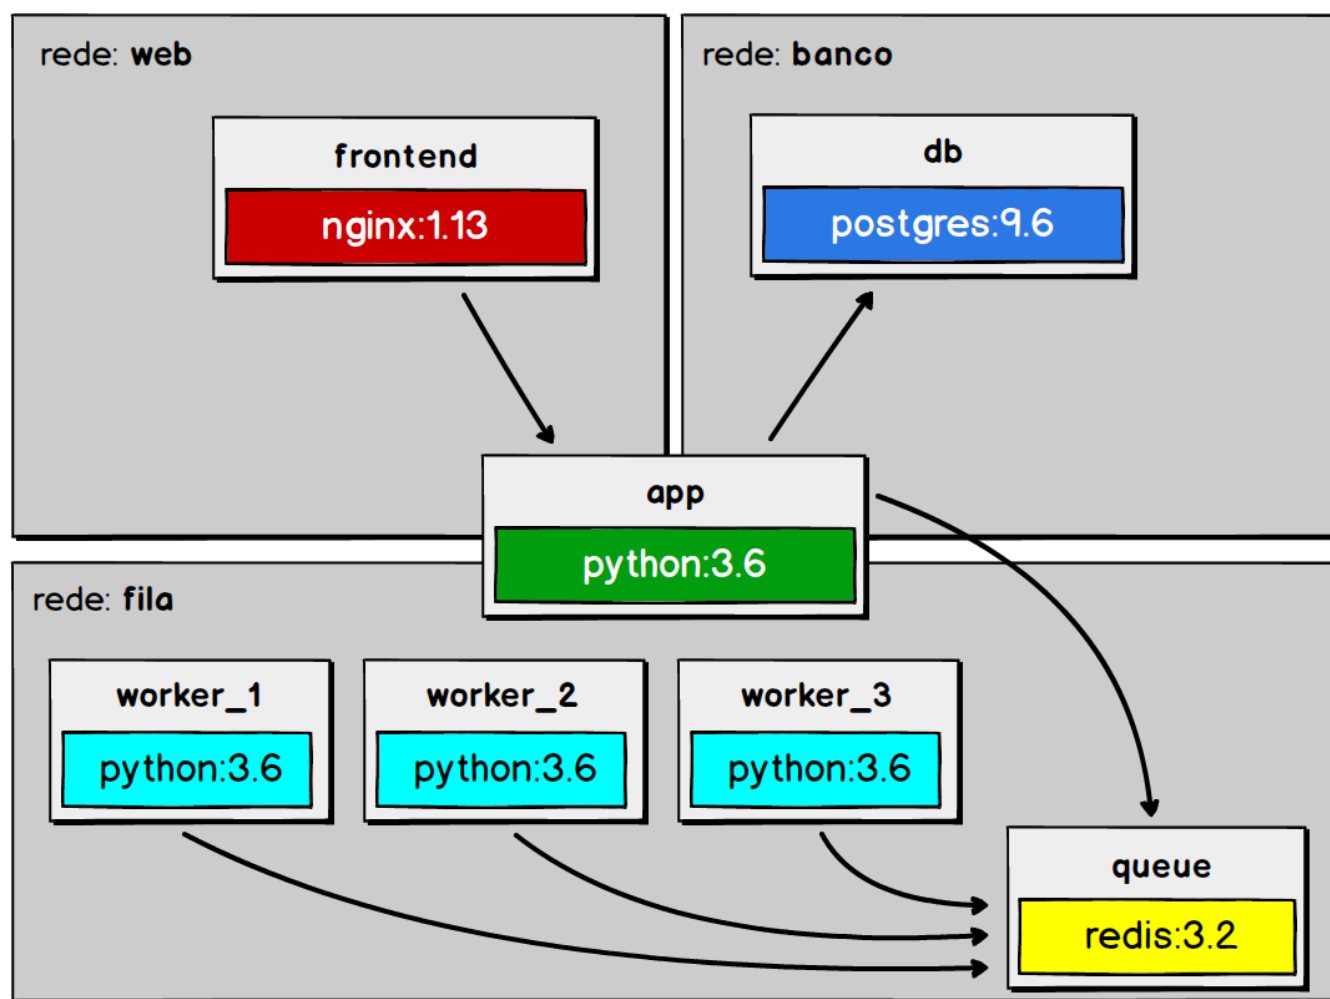 rede: web
frontend
nginx:1.13
rede: banco
db
postgres:9.6
app
python:3.6
rede: fila
worker_1
python:3.6
worker_2
python:3.6
worker_3
python:3.6
queue
redis:3.2